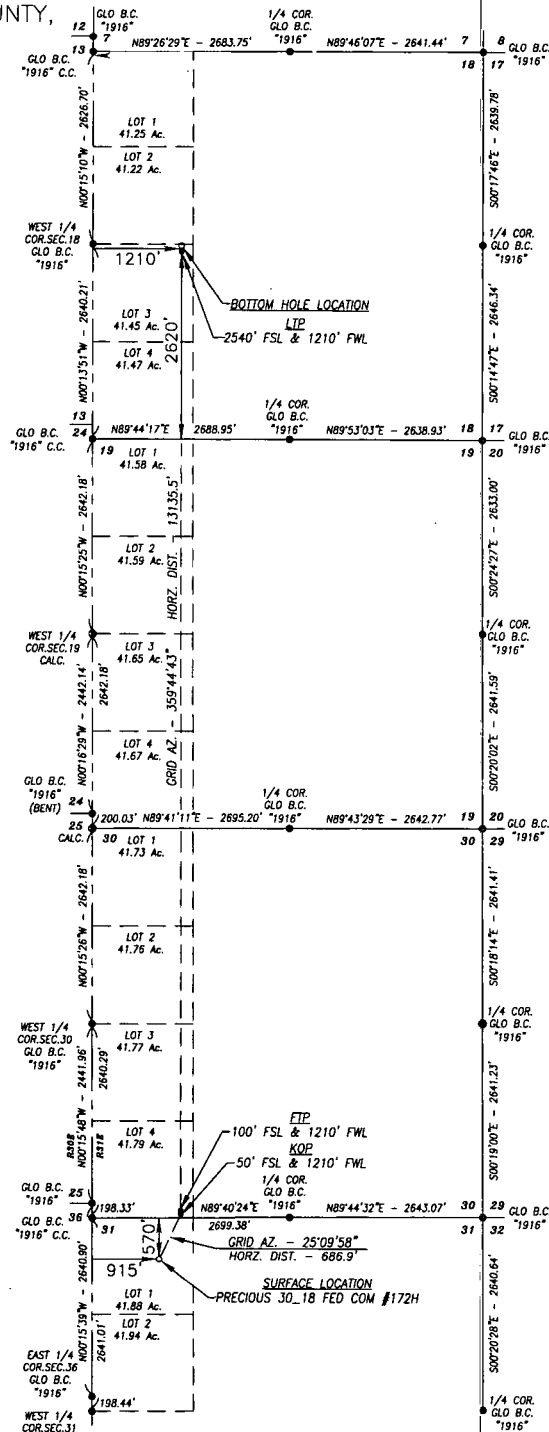 UNTY,
12
GLO B.C.
"1916"
7
13
GLO B.C.
"1916" C.C.
N89°26'29"E - 2683.75'
1/4 COR.
GLO B.C.
"1916"
N89°46'07"E - 2641.44'
7
8
18
17
GLO B.C.
"1916"
N00°15'10"W - 2626.70'
LOT 1
41.25 Ac.
LOT 2
41.22 Ac.
S00°17'46"E - 2639.78'
WEST 1/4
COR.SEC.18
GLO B.C.
"1916"
1210'
1/4 COR.
GLO B.C.
"1916"
BOTTOM HOLE LOCATION
LTP
2540' FSL & 1210' FWL
N00°13'51"W - 2640.21'
LOT 3
41.45 Ac.
LOT 4
41.47 Ac.
2620'
S00°14'47"E - 2646.34'
13
24
GLO B.C.
"1916" C.C.
19
N89°44'17"E
2688.95'
1/4 COR.
GLO B.C.
"1916"
N89°53'03"E - 2638.93'
18
17
19
20
GLO B.C.
"1916"
LOT 1
41.58 Ac.
N00°15'25"W - 2642.18'
LOT 2
41.59 Ac.
GRID AZ. - 359°44'43"
HORZ. DIST. - 13135.5'
S00°24'27"E - 2633.00'
WEST 1/4
COR.SEC.19
CALC.
LOT 3
41.65 Ac.
1/4 COR.
GLO B.C.
"1916"
N00°16'29"W - 2442.14'
2642.18'
LOT 4
41.67 Ac.
S00°20'02"E - 2641.59'
GLO B.C.
"1916"
(BENT)
24
25
CALC.
30
200.03'
N89°41'11"E - 2695.20'
1/4 COR.
GLO B.C.
"1916"
N89°43'29"E - 2642.77'
19
20
30
29
GLO B.C.
"1916"
LOT 1
41.73 Ac.
N00°15'26"W - 2642.18'
LOT 2
41.76 Ac.
S00°18'14"E - 2641.41'
WEST 1/4
COR.SEC.30
GLO B.C.
"1916"
LOT 3
41.77 Ac.
1/4 COR.
GLO B.C.
"1916"
N00°15'48"W - 2441.96'
2640.29'
R30E
R31E
LOT 4
41.79 Ac.
FTP
100' FSL & 1210' FWL
KOP
50' FSL & 1210' FWL
S00°19'00"E - 2641.23'
GLO B.C.
"1916"
25
36
GLO B.C.
"1916" C.C.
31
198.33'
N89°40'24"E
2699.38'
1/4 COR.
GLO B.C.
"1916"
N89°44'32"E - 2643.07'
30
29
31
32
GLO B.C.
"1916"
570'
915'
GRID AZ. - 25°09'58"
HORZ. DIST. - 686.9'
SURFACE LOCATION
PRECIOUS 30_18 FED COM #172H
N00°15'39"W - 2640.90'
2641.01'
LOT 1
41.88 Ac.
LOT 2
41.94 Ac.
S00°20'28"E - 2640.64'
EAST 1/4
COR.SEC.36
GLO B.C.
"1916"
198.44'
WEST 1/4
COR.SEC.31
1/4 COR.
GLO B.C.
"1916"